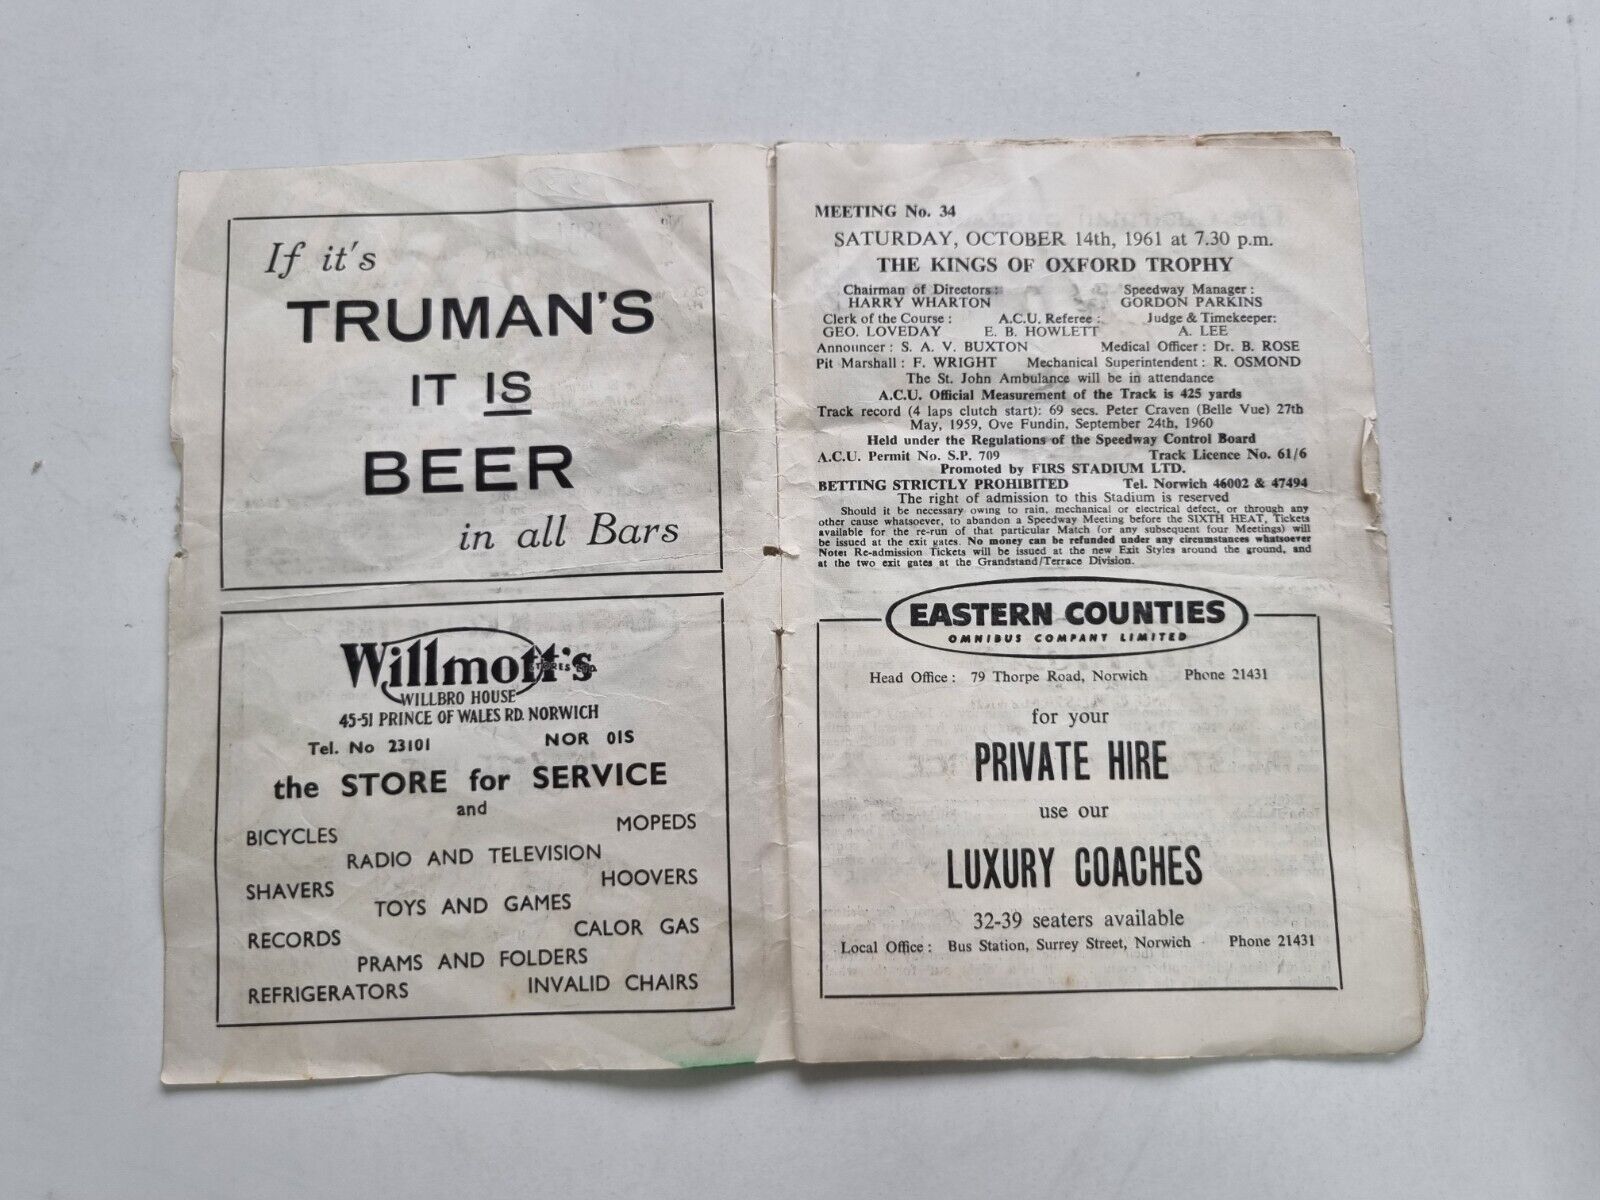 If it's
TRUMAN'S
IT IS
BEER
in all Bars
Willmott's
STORES LTD.
WILLBRO HOUSE
45-51 PRINCE OF WALES RD. NORWICH
Tel. No 23101 NOR 01S
the STORE for SERVICE
and
BICYCLES MOPEDS
RADIO AND TELEVISION
SHAVERS HOOVERS
TOYS AND GAMES
RECORDS CALOR GAS
PRAMS AND FOLDERS
REFRIGERATORS INVALID CHAIRS
MEETING No. 34
SATURDAY, OCTOBER 14th, 1961 at 7.30 p.m.
THE KINGS OF OXFORD TROPHY
Chairman of Directors: Speedway Manager:
HARRY WHARTON GORDON PARKINS
Clerk of the Course: A.C.U. Referee: Judge & Timekeeper:
GEO. LOVEDAY E. B. HOWLETT A. LEE
Announcer: S. A. V. BUXTON Medical Officer: Dr. B. ROSE
Pit Marshall: F. WRIGHT Mechanical Superintendent: R. OSMOND
The St. John Ambulance will be in attendance
A.C.U. Official Measurement of the Track is 425 yards
Track record (4 laps clutch start): 69 secs. Peter Craven (Belle Vue) 27th
May, 1959, Ove Fundin, September 24th, 1960
Held under the Regulations of the Speedway Control Board
A.C.U. Permit No. S.P. 709 Track Licence No. 61/6
Promoted by FIRS STADIUM LTD.
BETTING STRICTLY PROHIBITED Tel. Norwich 46002 & 47494
The right of admission to this Stadium is reserved
Should it be necessary owing to rain, mechanical or electrical defect, or through any
other cause whatsoever, to abandon a Speedway Meeting before the SIXTH HEAT, Tickets
available for the re-run of that particular Match (or any subsequent four Meetings) will
be issued at the exit gates. No money can be refunded under any circumstances whatsoever
Note: Re-admission Tickets will be issued at the new Exit Styles around the ground, and
at the two exit gates at the Grandstand/Terrace Division.
EASTERN COUNTIES
OMNIBUS COMPANY LIMITED
Head Office: 79 Thorpe Road, Norwich Phone 21431
for your
PRIVATE HIRE
use our
LUXURY COACHES
32-39 seaters available
Local Office: Bus Station, Surrey Street, Norwich Phone 21431